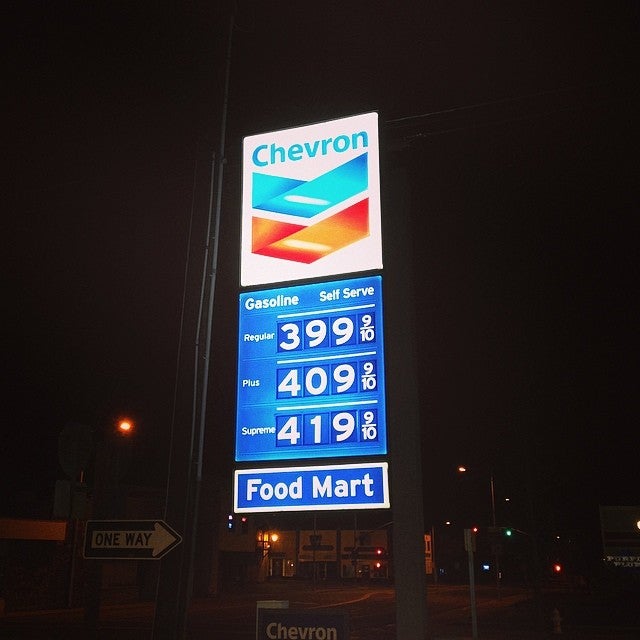 Chevron
Gasoline Self Serve
Regular 399 9/10
Plus 409 9/10
Supreme 419 9/10
Food Mart
ONE WAY
Chevron